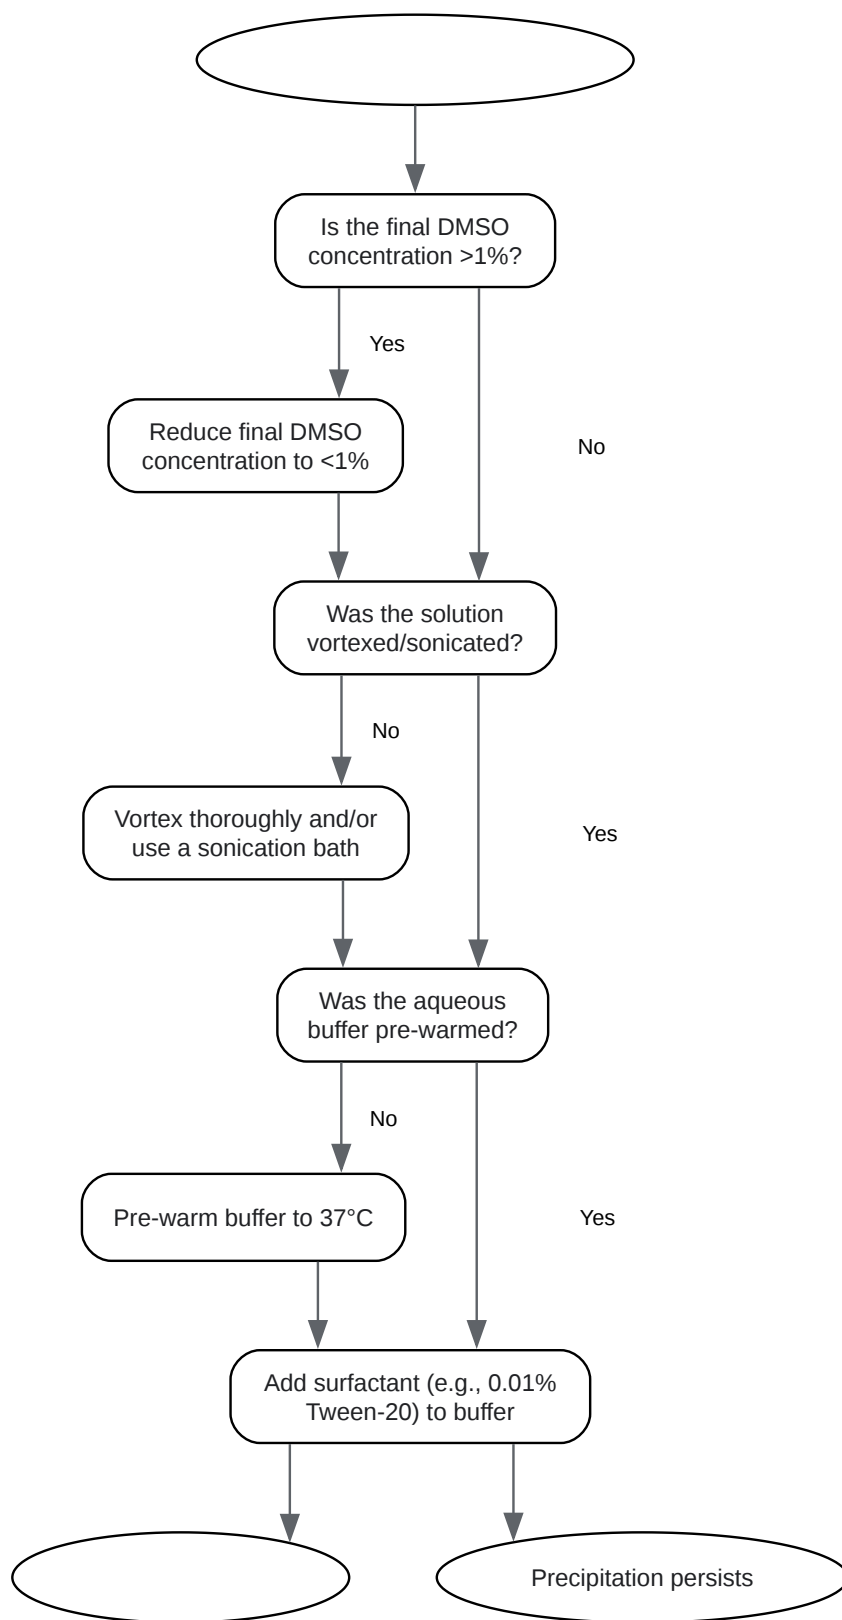 Is the final DMSO
concentration >1%?
Yes
Reduce final DMSO
concentration to <1%
No
Was the solution
vortexed/sonicated?
No
Vortex thoroughly and/or
use a sonication bath
Yes
Was the aqueous
buffer pre-warmed?
No
Pre-warm buffer to 37°C
Yes
Add surfactant (e.g., 0.01%
Tween-20) to buffer
Precipitation persists